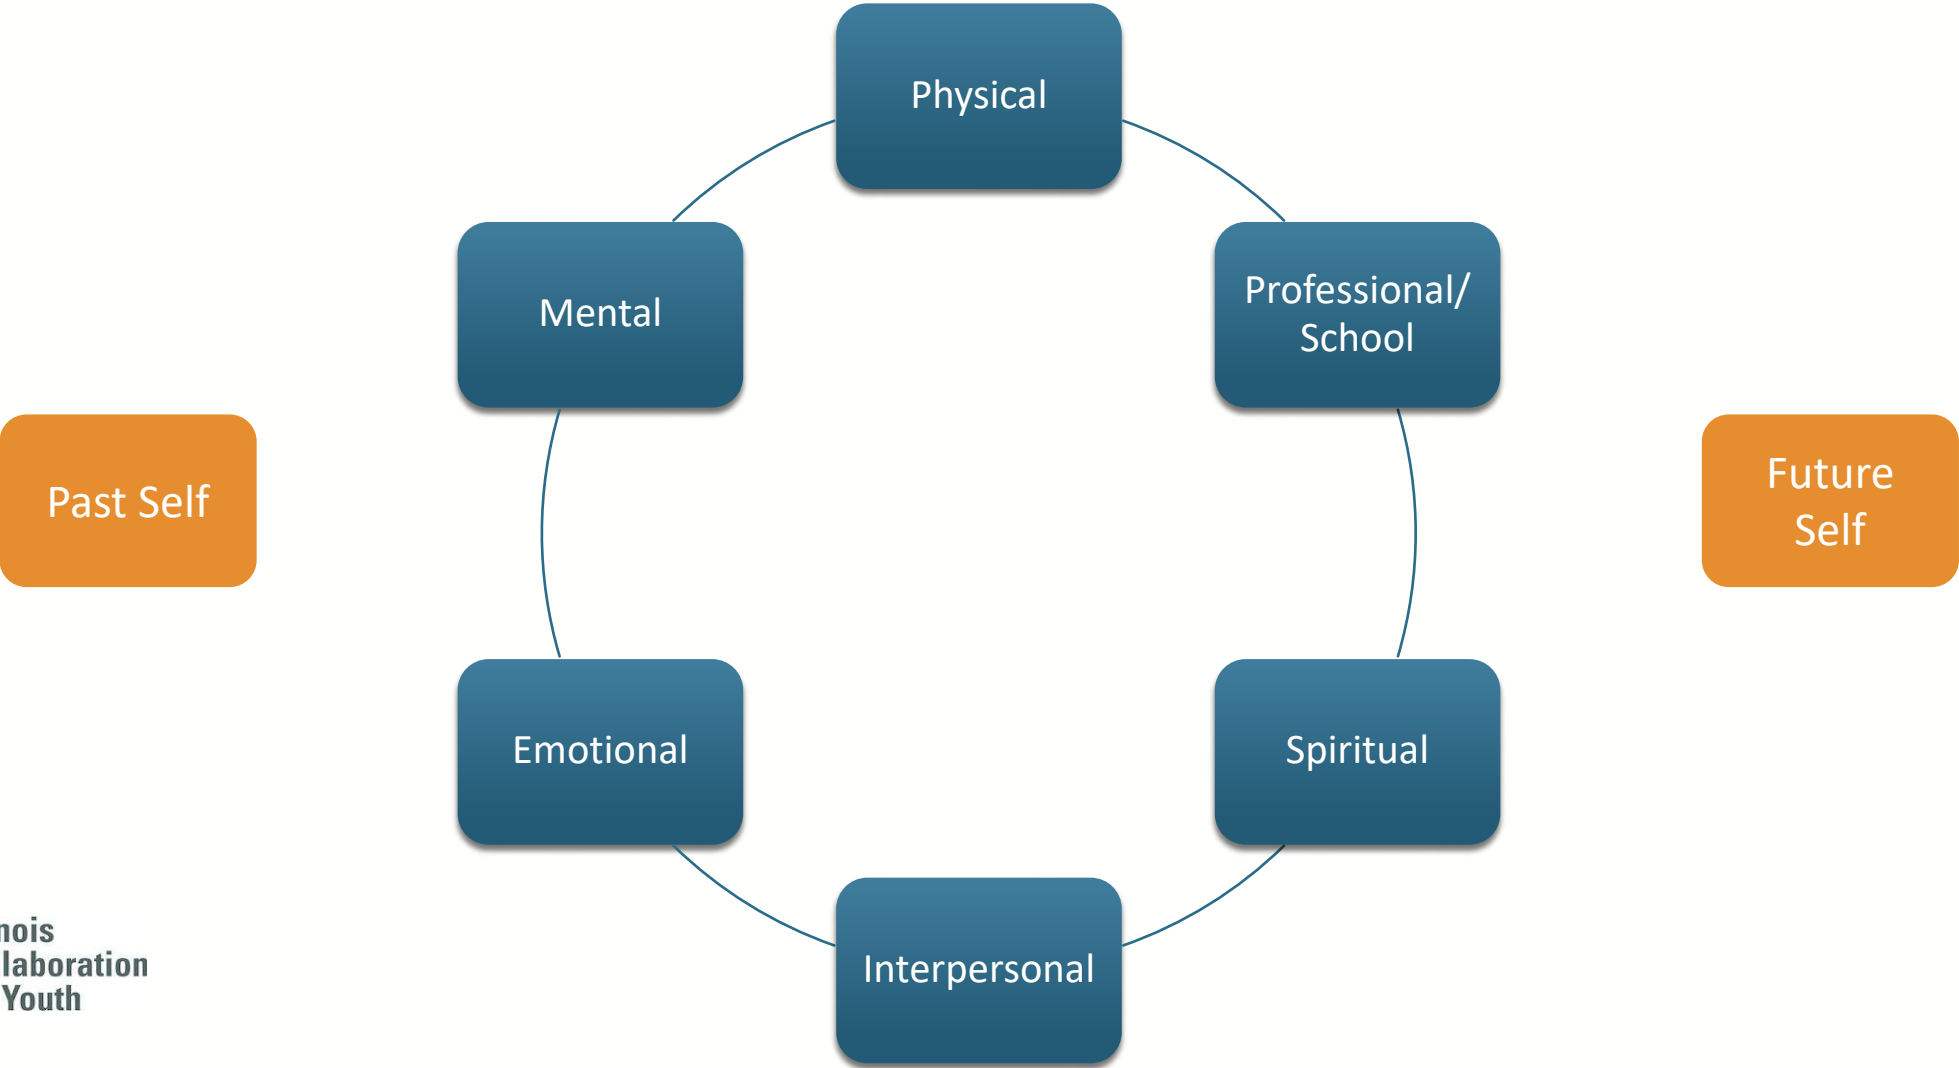 Physical
Mental
Professional/
School
Past Self
Future
Self
Emotional
Spiritual
Interpersonal
nois
laboration
Youth